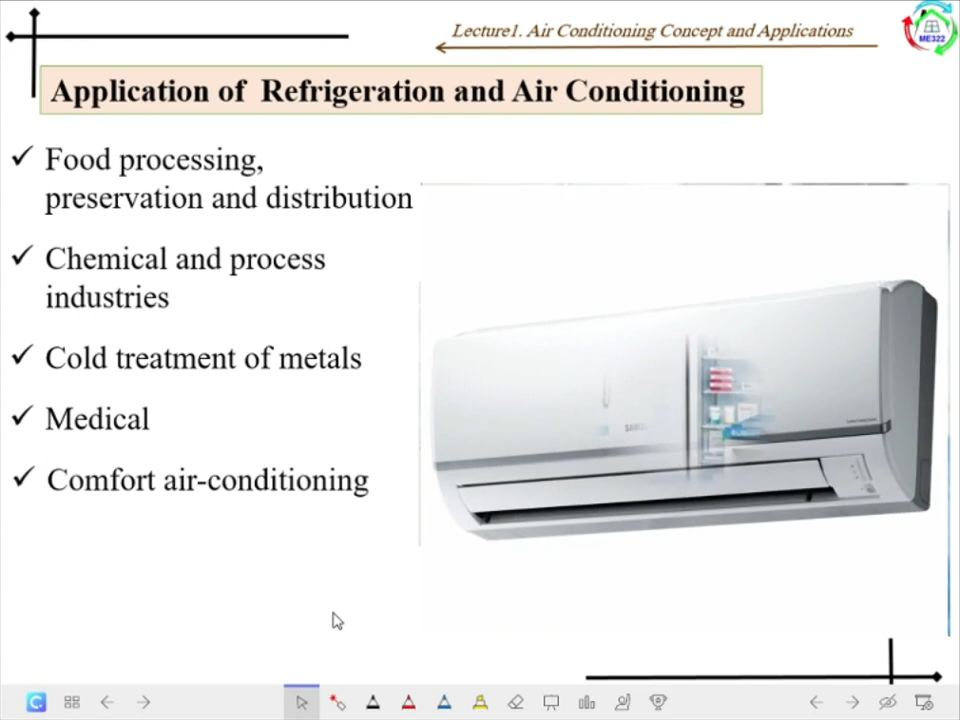 Lecture1. Air Conditioning Concept and Applications
ME322
Application of Refrigeration and Air Conditioning
✓ Food processing,
preservation and distribution
✓ Chemical and process
industries
✓ Cold treatment of metals
✓ Medical
✓ Comfort air-conditioning